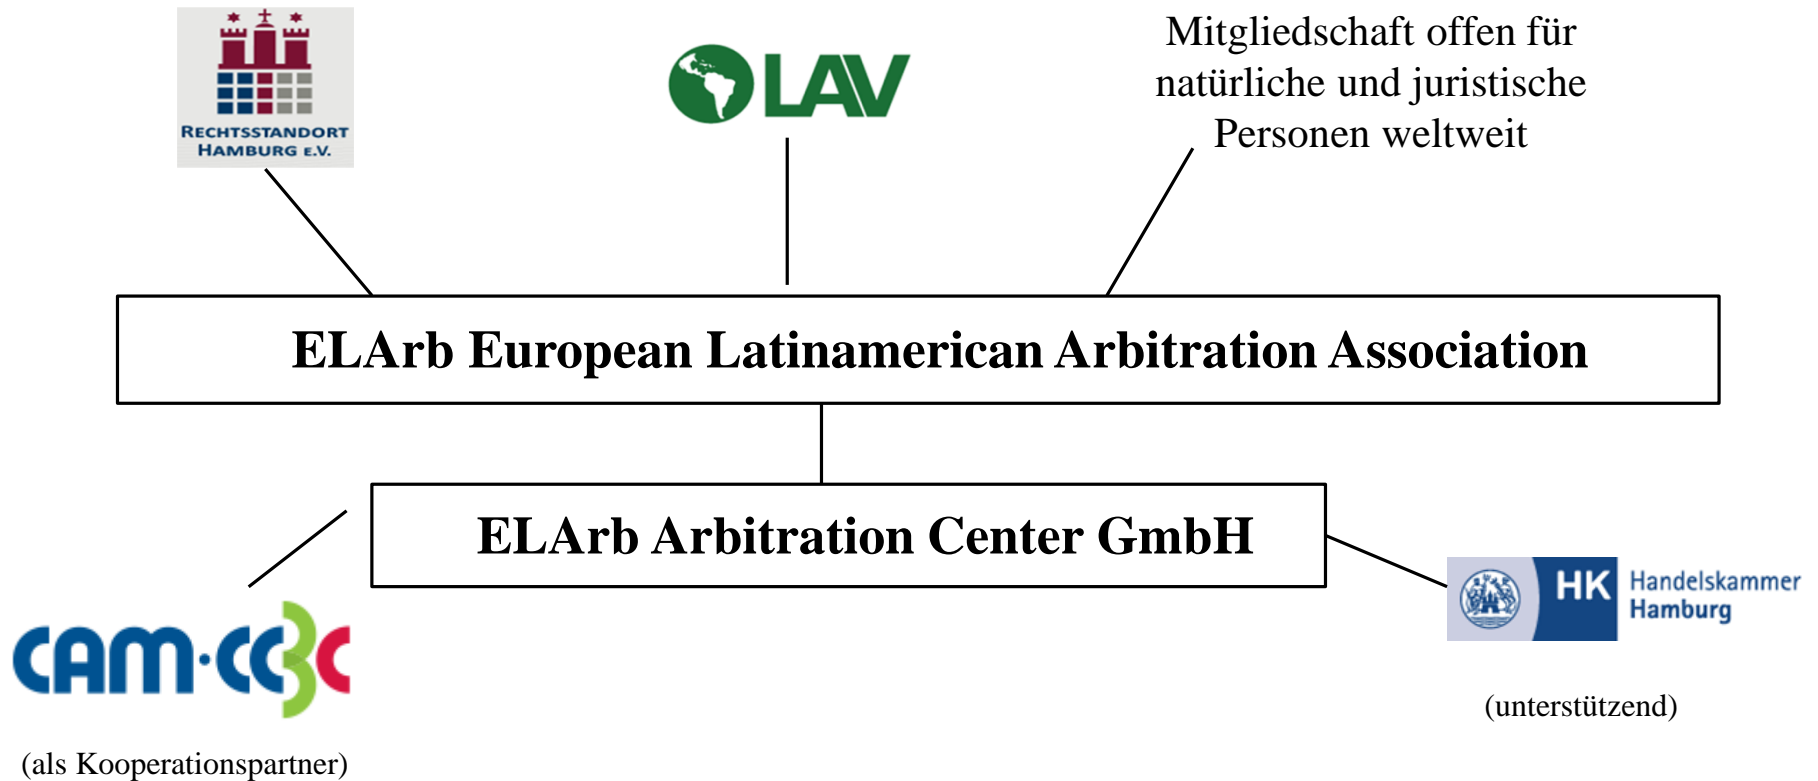 RECHTSSTANDORT
HAMBURG E.V.
LAV
Mitgliedschaft offen für
natürliche und juristische
Personen weltweit
ELArb European Latinamerican Arbitration Association
ELArb Arbitration Center GmbH
CAM·CCBC
(als Kooperationspartner)
HK Handelskammer
Hamburg
(unterstützend)